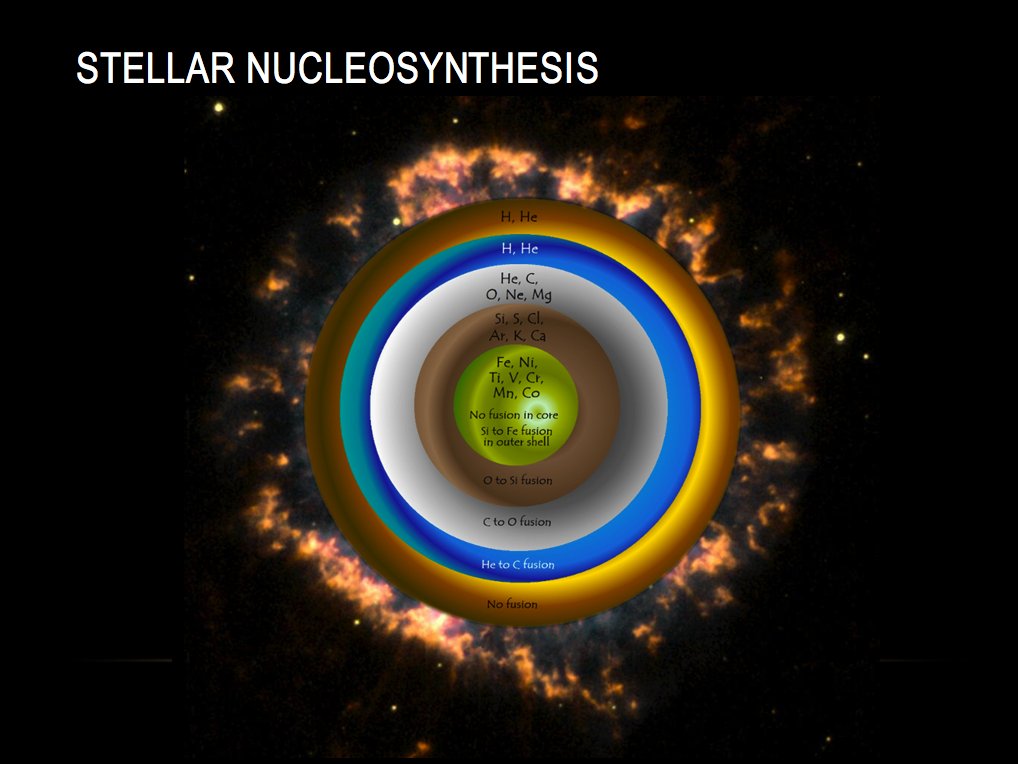 STELLAR NUCLEOSYNTHESIS
H, He
H, He
He, C,
O, Ne, Mg
Si, S, Cl,
Ar, K, Ca
Fe, Ni,
Ti, V, Cr,
Mn, Co
No fusion in core
Si to Fe fusion
in outer shell
O to Si fusion
C to O fusion
He to C fusion
No fusion